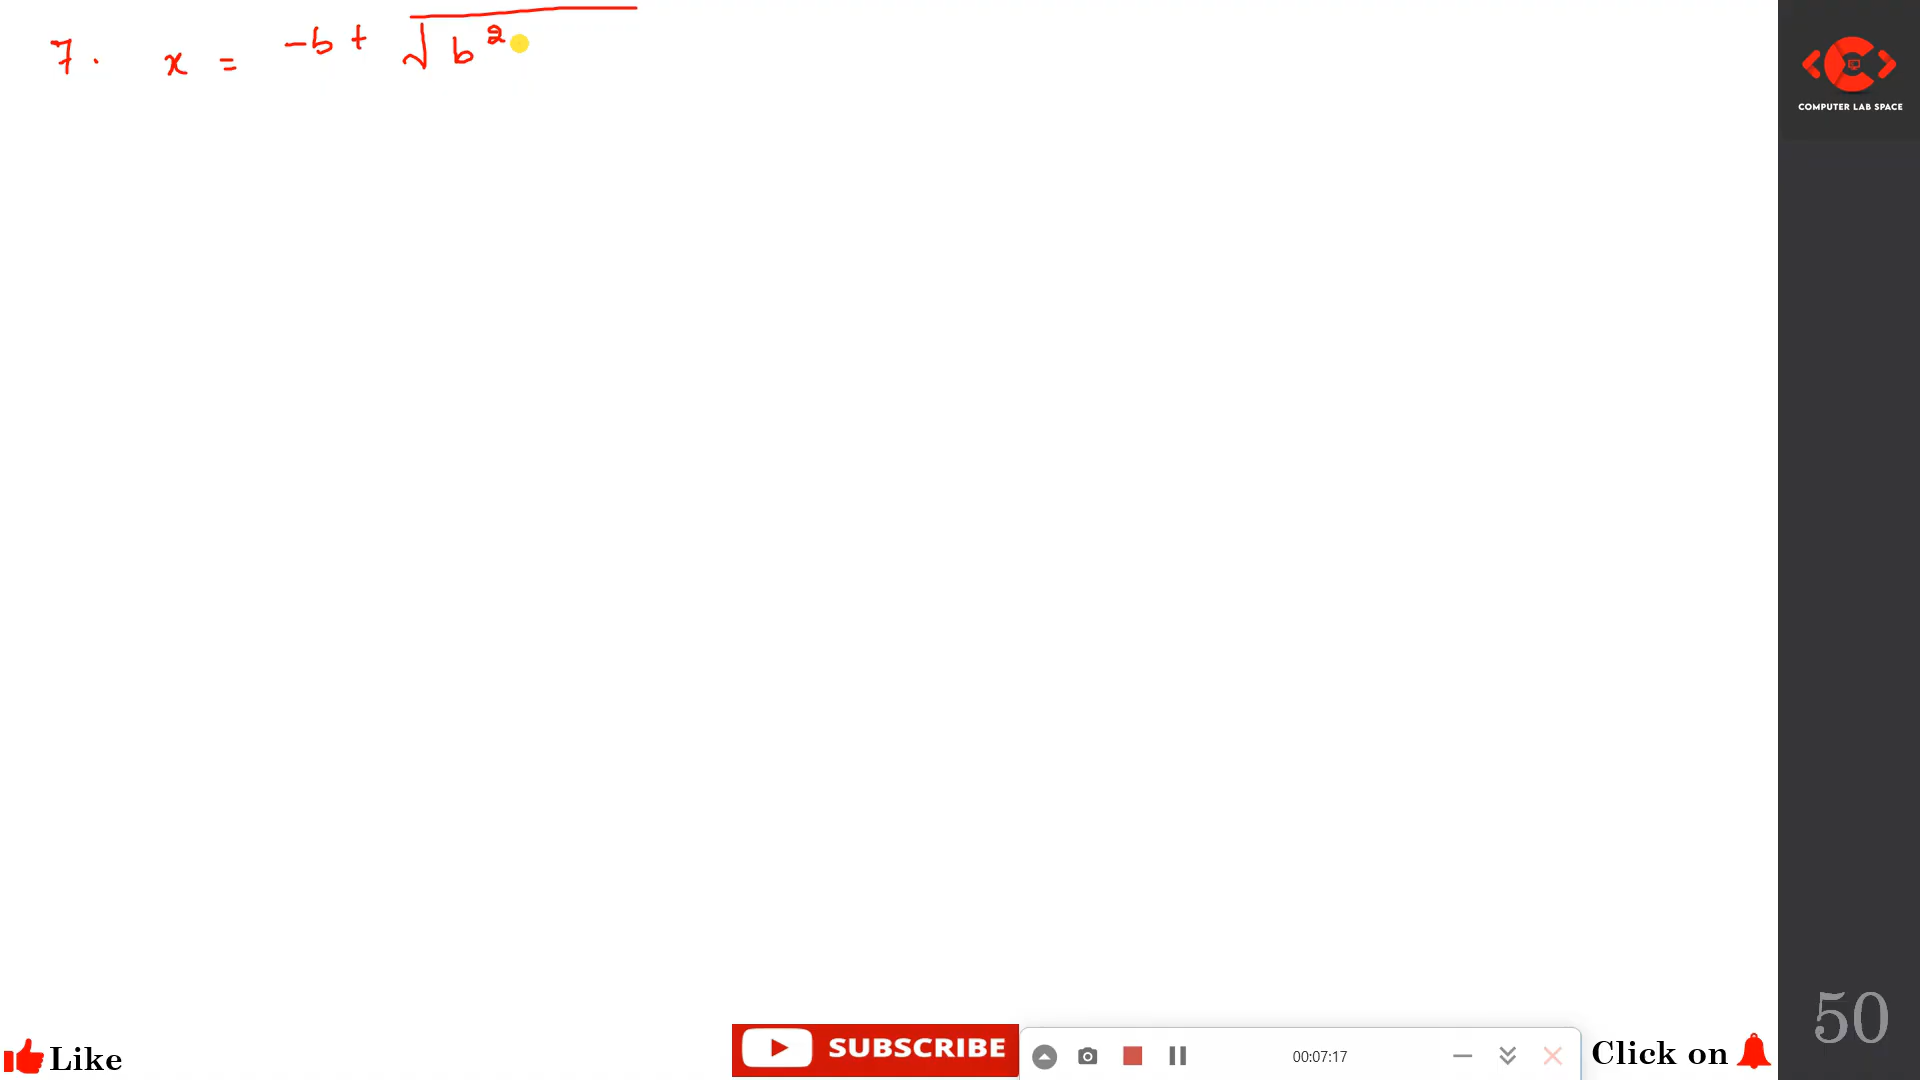 7. x = -b + √b²
COMPUTER LAB SPACE
50
Like
SUBSCRIBE
00:07:17
Click on